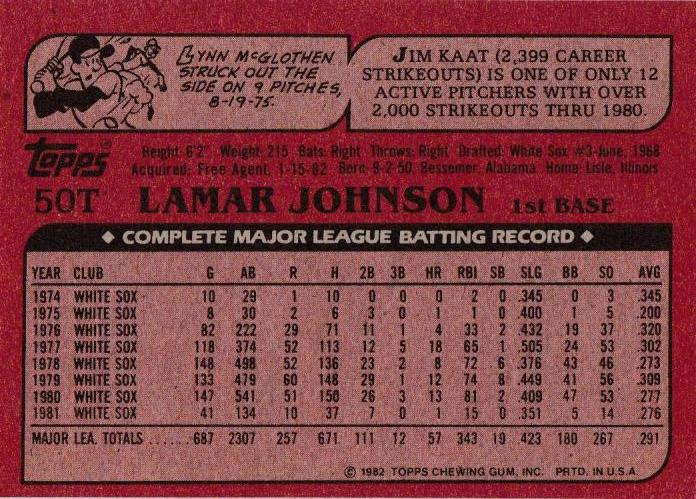 LYNN MCGLOTHEN
STRUCK OUT THE
SIDE ON 9 PITCHES,
8-19-75.
JIM KAAT (2,399 CAREER
STRIKEOUTS) IS ONE OF ONLY 12
ACTIVE PITCHERS WITH OVER
2,000 STRIKEOUTS THRU 1980.
Topps® Height: 6'2" Weight: 215 Bats: Right Throws: Right Drafted: White Sox #3-June, 1968
Acquired: Free Agent, 1-15-82 Born: 9-2-50, Bessemer, Alabama Home: Lisle, Illinois
50T LAMAR JOHNSON 1st BASE
◆ COMPLETE MAJOR LEAGUE BATTING RECORD ◆
YEAR CLUB G AB R H 2B 3B HR RBI SB SLG BB SO AVG
1974 WHITE SOX 10 29 1 10 0 0 0 2 0 .345 0 3 .345
1975 WHITE SOX 8 30 2 6 3 0 1 1 0 .400 1 5 .200
1976 WHITE SOX 82 222 29 71 11 1 4 33 2 .432 19 37 .320
1977 WHITE SOX 118 374 52 113 12 5 18 65 1 .505 24 53 .302
1978 WHITE SOX 148 498 52 136 23 2 8 72 6 .376 43 46 .273
1979 WHITE SOX 133 479 60 148 29 1 12 74 8 .449 41 56 .309
1980 WHITE SOX 147 541 51 150 26 3 13 81 2 .409 47 53 .277
1981 WHITE SOX 41 134 10 37 7 0 1 15 0 .351 5 14 .276
MAJOR LEA. TOTALS ...... 687 2307 257 671 111 12 57 343 19 .423 180 267 .291
© 1982 TOPPS CHEWING GUM, INC. PRTD. IN U.S.A.